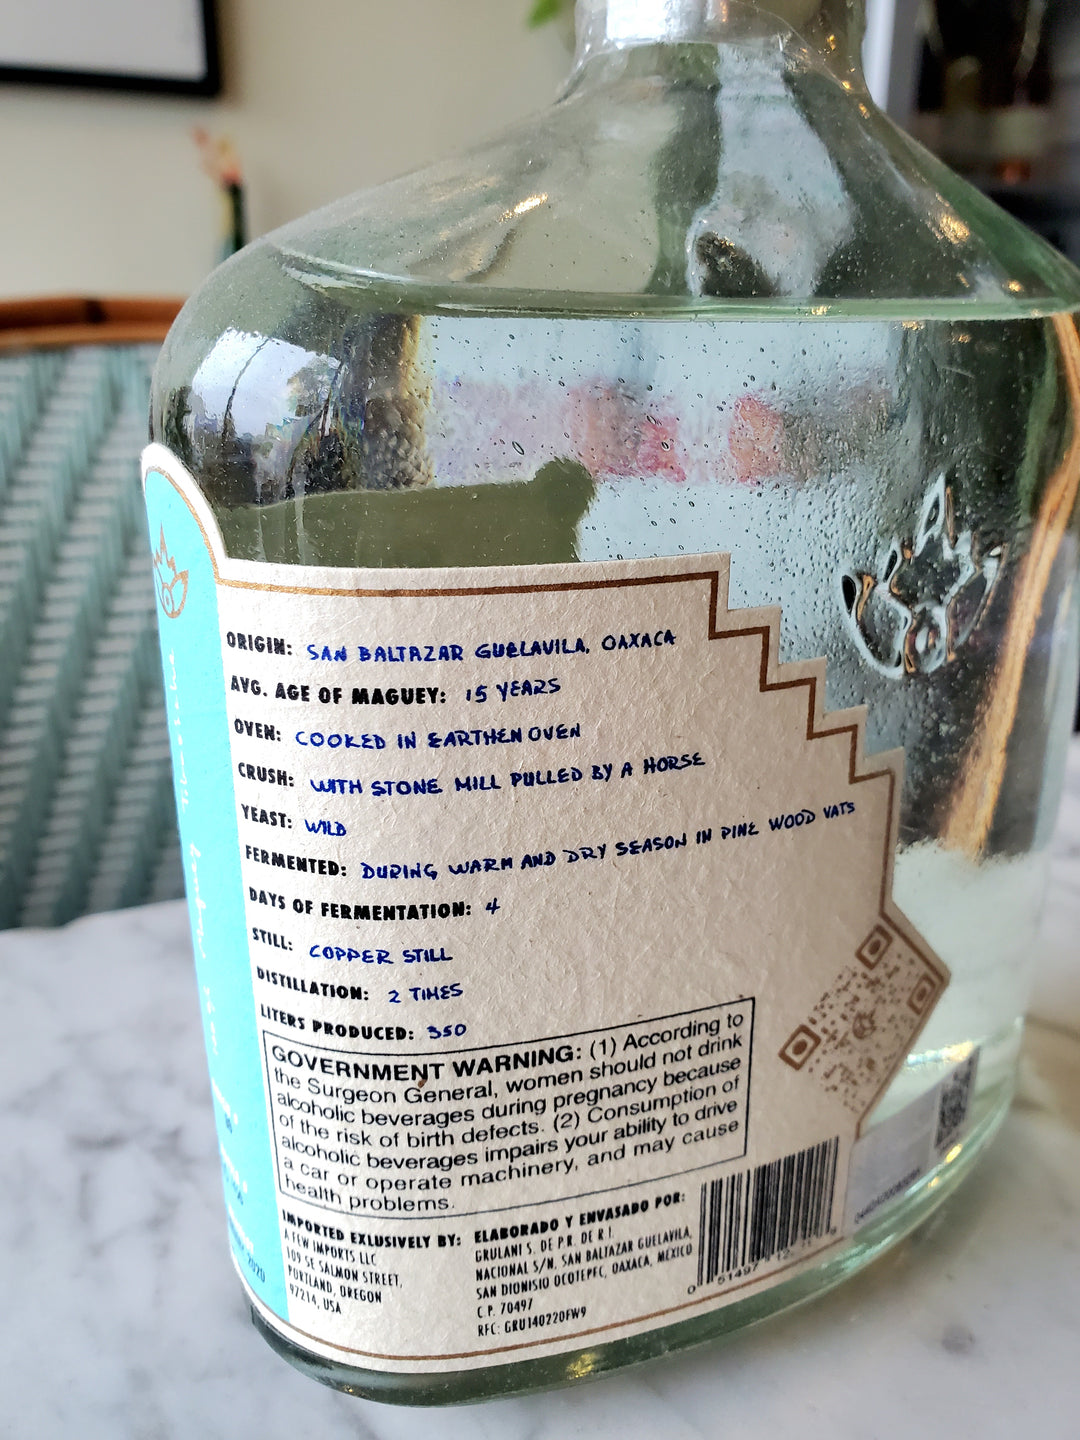 ORIGIN: SAN BALTAZAR GUELAVILA, OAXACA
AVG. AGE OF MAGUEY: 15 YEARS
OVEN: COOKED IN EARTHEN OVEN
CRUSH: WITH STONE MILL PULLED BY A HORSE
YEAST: WILD
FERMENTED: DURING WARM AND DRY SEASON IN PINE WOOD VATS
DAYS OF FERMENTATION: 4
STILL: COPPER STILL
DISTILLATION: 2 TIMES
LITERS PRODUCED: 350
GOVERNMENT WARNING: (1) According to
the Surgeon General, women should not drink
alcoholic beverages during pregnancy because
of the risk of birth defects. (2) Consumption of
alcoholic beverages impairs your ability to drive
a car or operate machinery, and may cause
health problems.
IMPORTED EXLUSIVELY BY:
A FEW IMPORTS LLC
109 SE SALMON STREET,
PORTLAND, OREGON
97214, USA
ELABORADO Y ENVASADO POR:
GRULANI S. DE P.R. DE R.I.
NACIONAL S/N, SAN BALTAZAR GUELAVILA,
SAN DIONISIO OCOTEPEC, OAXACA, MEXICO
C.P. 70497
RFC: GRU140220FW9
0 51497
2020